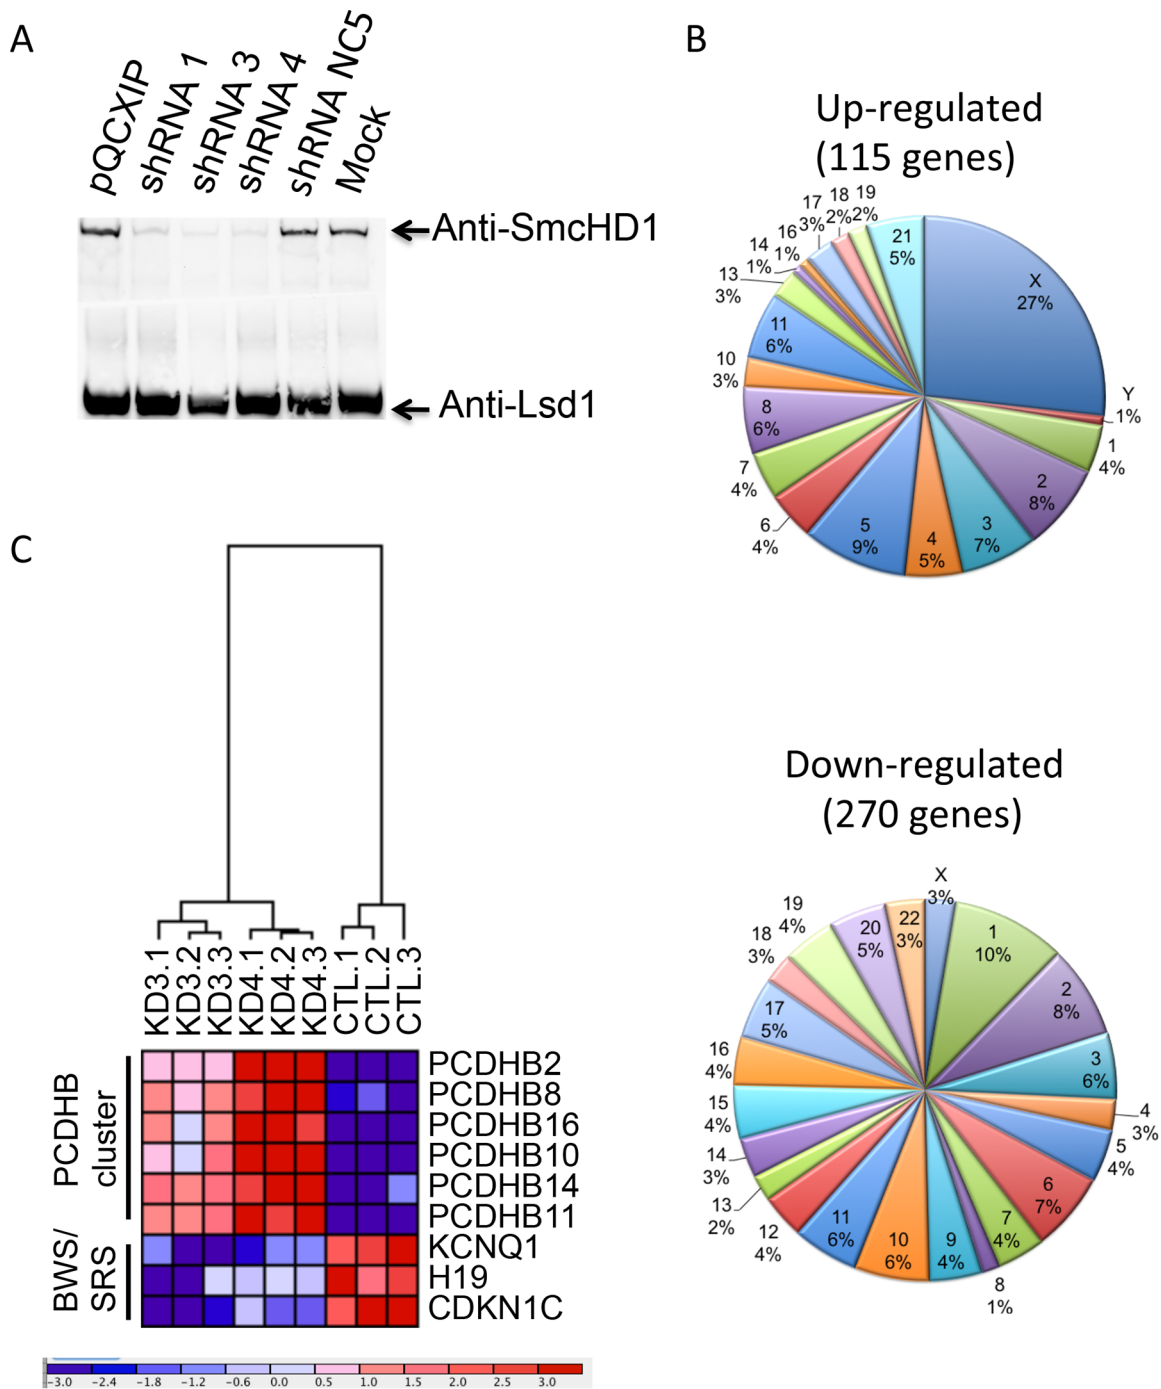 A
pQCXIP
shRNA 1
shRNA 3
shRNA 4
shRNA NC5
Mock
Anti-SmcHD1
Anti-Lsd1
B
Up-regulated
(115 genes)
X
27%
Y
1%
1
4%
2
8%
3
7%
4
5%
5
9%
6
4%
7
4%
8
6%
10
3%
11
6%
13
3%
14
1%
16
1%
17
3%
18
2%
19
2%
21
5%
Down-regulated
(270 genes)
X
3%
1
10%
2
8%
3
6%
4
3%
5
4%
6
7%
7
4%
8
1%
9
4%
10
6%
11
6%
12
4%
13
2%
14
3%
15
4%
16
4%
17
5%
18
3%
19
4%
20
5%
22
3%
C
KD3.1
KD3.2
KD3.3
KD4.1
KD4.2
KD4.3
CTL.1
CTL.2
CTL.3
PCDHB
cluster
BWS/
SRS
PCDHB2
PCDHB8
PCDHB16
PCDHB10
PCDHB14
PCDHB11
KCNQ1
H19
CDKN1C
-3.0 -2.4 -1.8 -1.2 -0.6 0.0 0.5 1.0 1.5 2.0 2.5 3.0